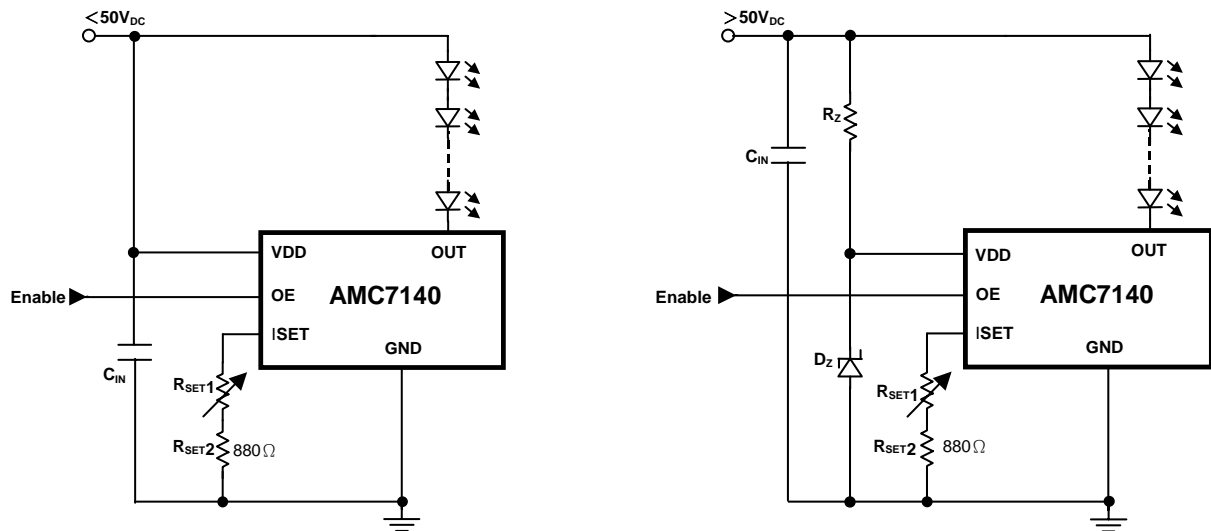 <50VDC
VDD
OUT
Enable
OE
AMC7140
ISET
GND
CIN
RSET1
RSET2 880Ω
>50VDC
RZ
CIN
VDD
OUT
Enable
OE
AMC7140
ISET
GND
DZ
RSET1
RSET2 880Ω